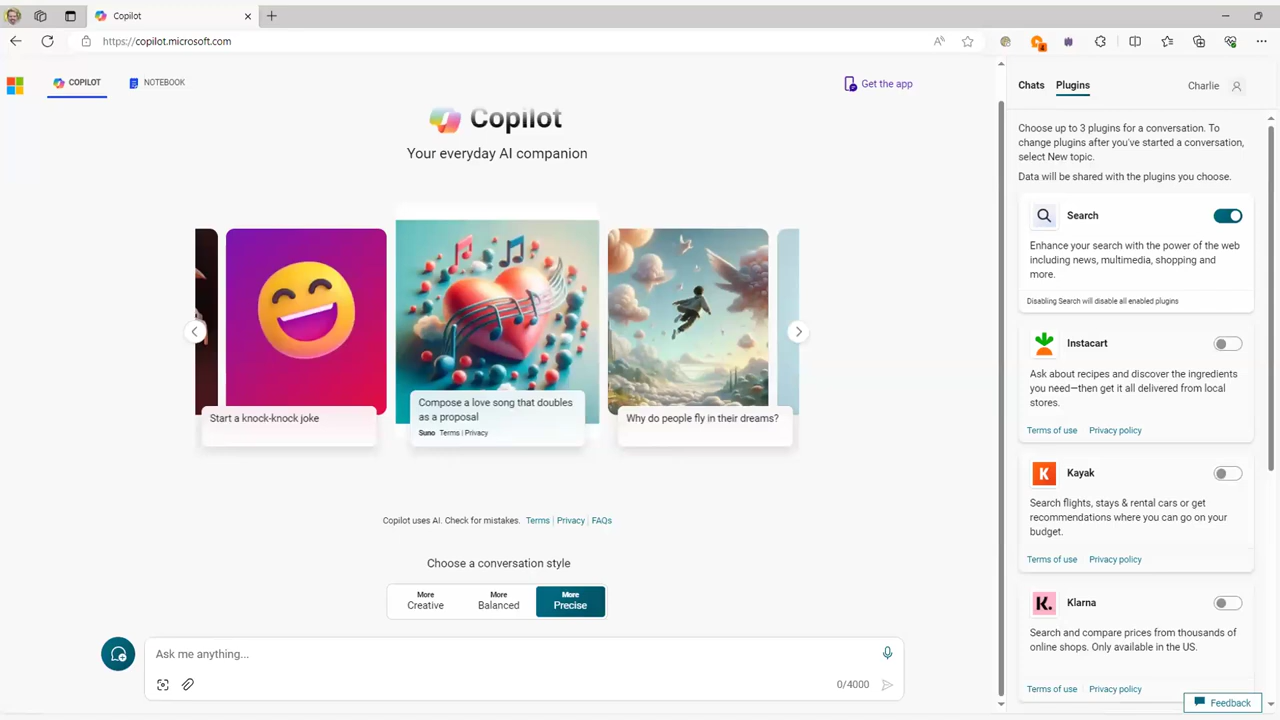 Copilot
https://copilot.microsoft.com
4
COPILOT
NOTEBOOK
Get the app
Copilot
Your everyday AI companion
Start a knock-knock joke
Compose a love song that doubles
as a proposal
Suno Terms | Privacy
Why do people fly in their dreams?
Copilot uses AI. Check for mistakes. Terms | Privacy | FAQs
Choose a conversation style
More
Creative
More
Balanced
More
Precise
Ask me anything...
0/4000
Chats
Plugins
Charlie
Choose up to 3 plugins for a conversation. To
change plugins after you've started a conversation,
select New topic.
Data will be shared with the plugins you choose.
Search
Enhance your search with the power of the web
including news, multimedia, shopping and
more.
Disabling Search will disable all enabled plugins
Instacart
Ask about recipes and discover the ingredients
you need—then get it all delivered from local
stores.
Terms of use Privacy policy
K
Kayak
Search flights, stays & rental cars or get
recommendations where you can go on your
budget.
Terms of use Privacy policy
K.
Klarna
Search and compare prices from thousands of
online shops. Only available in the US.
Terms of use Privacy policy
Feedback